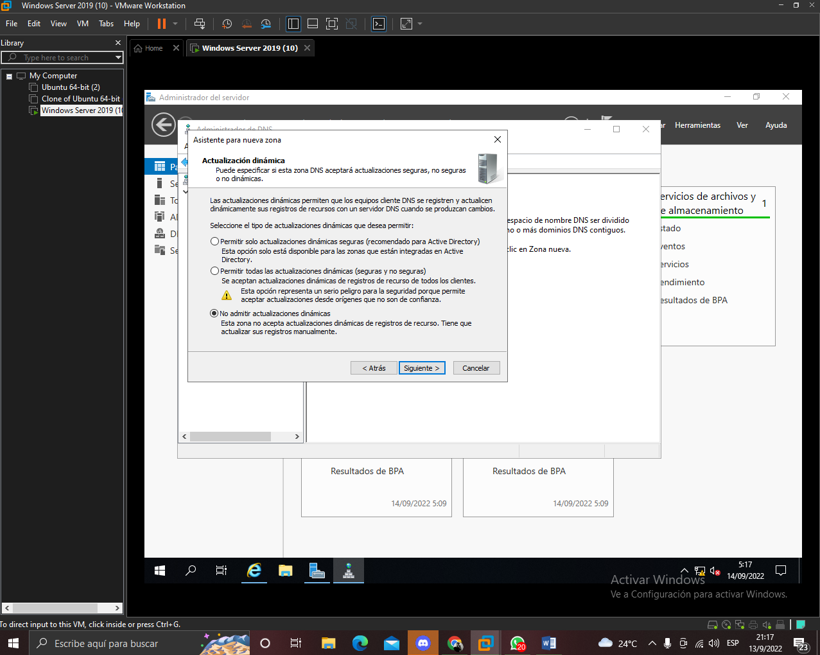 Windows Server 2019 (10) - VMware Workstation
File Edit View VM Tabs Help
Library
Type here to search
My Computer
Ubuntu 64-bit (2)
Clone of Ubuntu 64-bit
Windows Server 2019 (10
Home
Windows Server 2019 (10)
Administrador del servidor
Herramientas Ver Ayuda
Administrador de DNS
Asistente para nueva zona
Actualización dinámica
Puede especificar si esta zona DNS aceptará actualizaciones seguras, no seguras
o no dinámicas.
Las actualizaciones dinámicas permiten que los equipos cliente DNS se registren y actualicen
dinámicamente sus registros de recursos con un servidor DNS cuando se produzcan cambios.
Seleccione el tipo de actualizaciones dinámicas que desea permitir:
Permitir solo actualizaciones dinámicas seguras (recomendado para Active Directory)
Esta opción solo está disponible para las zonas que están integradas en Active
Directory.
Permitir todas las actualizaciones dinámicas (seguras y no seguras)
Se aceptan actualizaciones dinámicas de registros de recurso de todos los clientes.
Esta opción representa un serio peligro para la seguridad porque permite
aceptar actualizaciones desde orígenes que no son de confianza.
No admitir actualizaciones dinámicas
Esta zona no acepta actualizaciones dinámicas de registros de recurso. Tiene que
actualizar sus registros manualmente.
< Atrás Siguiente > Cancelar
espacio de nombre DNS ser dividido
o o más dominios DNS contiguos.
lic en Zona nueva.
ervicios de archivos y
e almacenamiento 1
stado
ventos
ervicios
endimiento
esultados de BPA
Resultados de BPA
14/09/2022 5:09
Resultados de BPA
14/09/2022 5:09
5:17
14/09/2022
Activar Windows
Ve a Configuración para activar Windows.
To direct input to this VM, click inside or press Ctrl+G.
Escribe aquí para buscar
20
24°C
ESP
21:17
13/9/2022
23